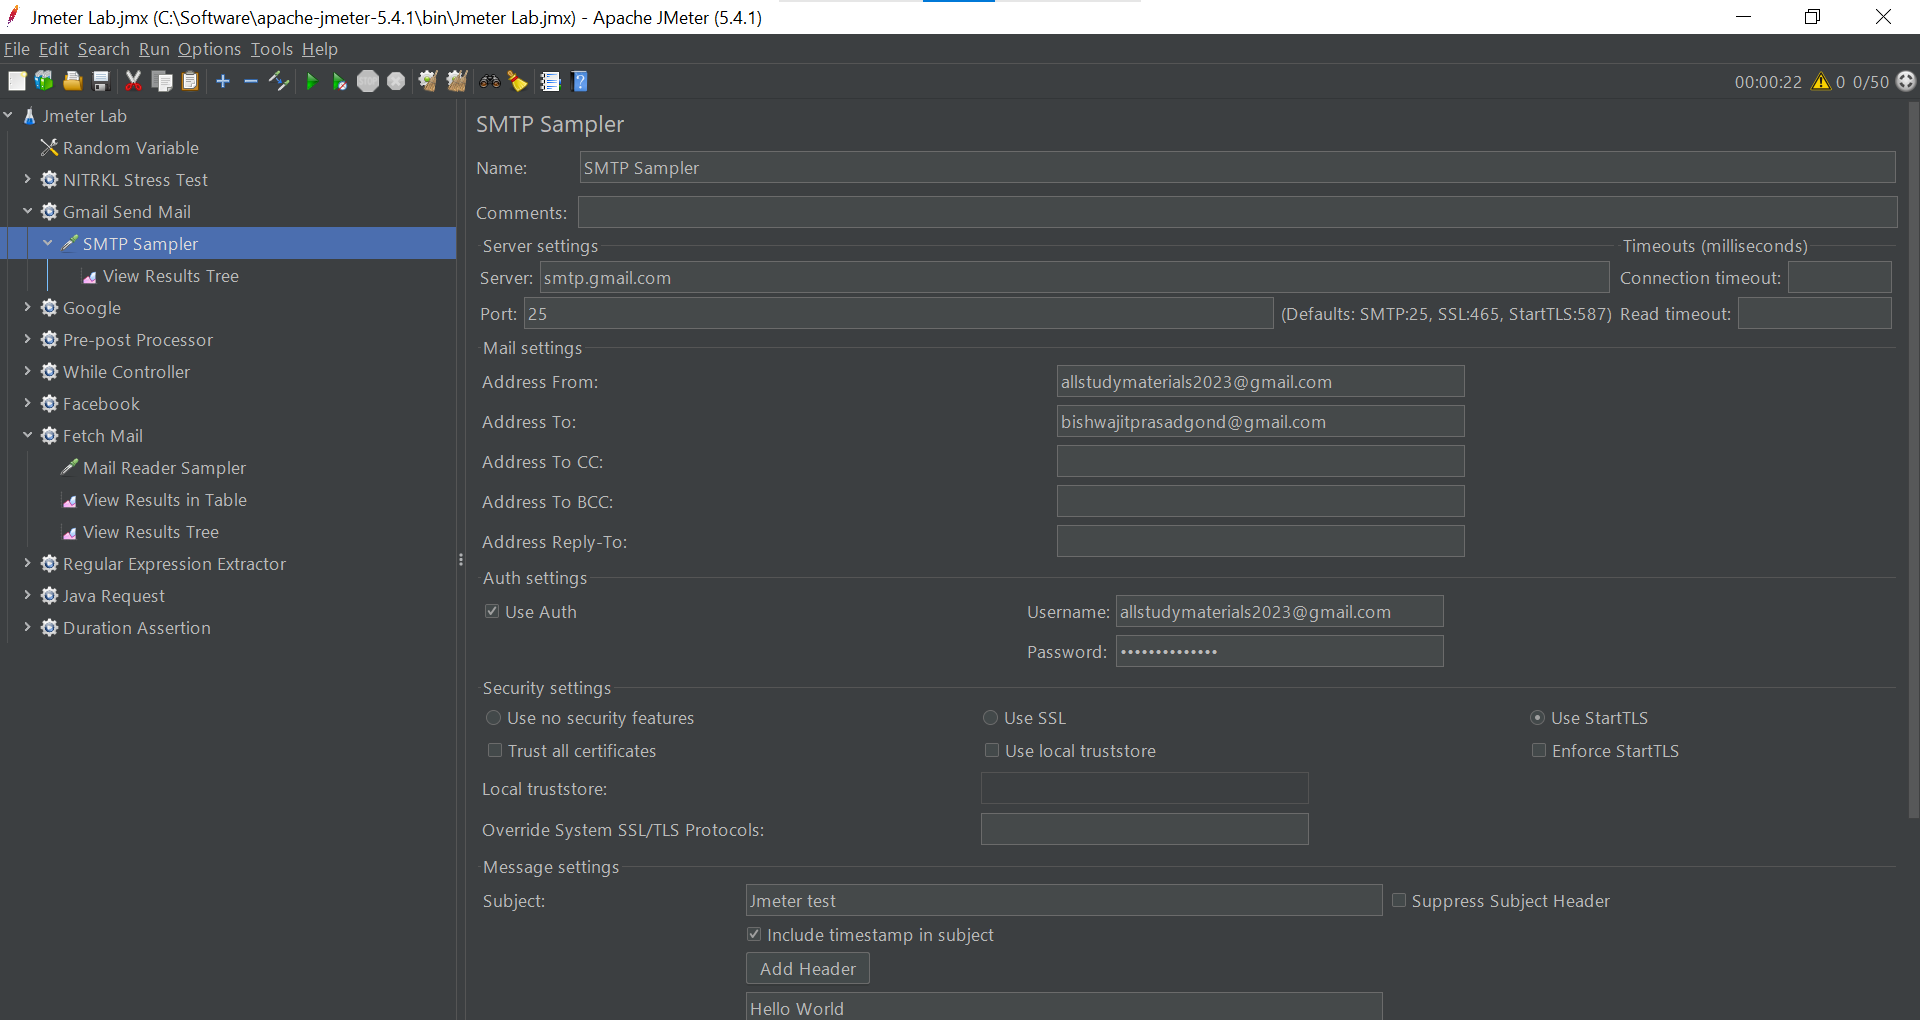 Jmeter Lab.jmx (C:\Software\apache-jmeter-5.4.1\bin\Jmeter Lab.jmx) - Apache JMeter (5.4.1)
File Edit Search Run Options Tools Help
00:00:22 0 0/50
Jmeter Lab
Random Variable
NITRKL Stress Test
Gmail Send Mail
SMTP Sampler
View Results Tree
Google
Pre-post Processor
While Controller
Facebook
Fetch Mail
Mail Reader Sampler
View Results in Table
View Results Tree
Regular Expression Extractor
Java Request
Duration Assertion
SMTP Sampler
Name: SMTP Sampler
Comments:
Server settings
Timeouts (milliseconds)
Server: smtp.gmail.com
Connection timeout:
Port: 25 (Defaults: SMTP:25, SSL:465, StartTLS:587)
Read timeout:
Mail settings
Address From: allstudymaterials2023@gmail.com
Address To: bishwajitprasadgond@gmail.com
Address To CC:
Address To BCC:
Address Reply-To:
Auth settings
Use Auth
Username: allstudymaterials2023@gmail.com
Password: ••••••••••••••
Security settings
Use no security features Use SSL Use StartTLS
Trust all certificates Use local truststore Enforce StartTLS
Local truststore:
Override System SSL/TLS Protocols:
Message settings
Subject: Jmeter test Suppress Subject Header
Include timestamp in subject
Add Header
Hello World